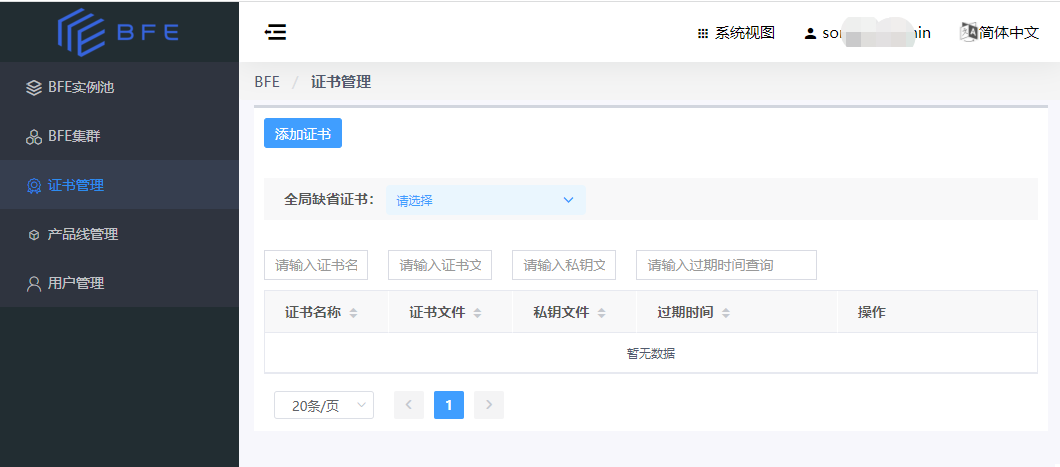 BFE
系统视图
简体中文
BFE实例池
BFE集群
证书管理
产品线管理
用户管理
BFE / 证书管理
添加证书
全局缺省证书: 请选择
请输入证书名 请输入证书文 请输入私钥文 请输入过期时间查询
证书名称 证书文件 私钥文件 过期时间 操作
暂无数据
20条/页 1